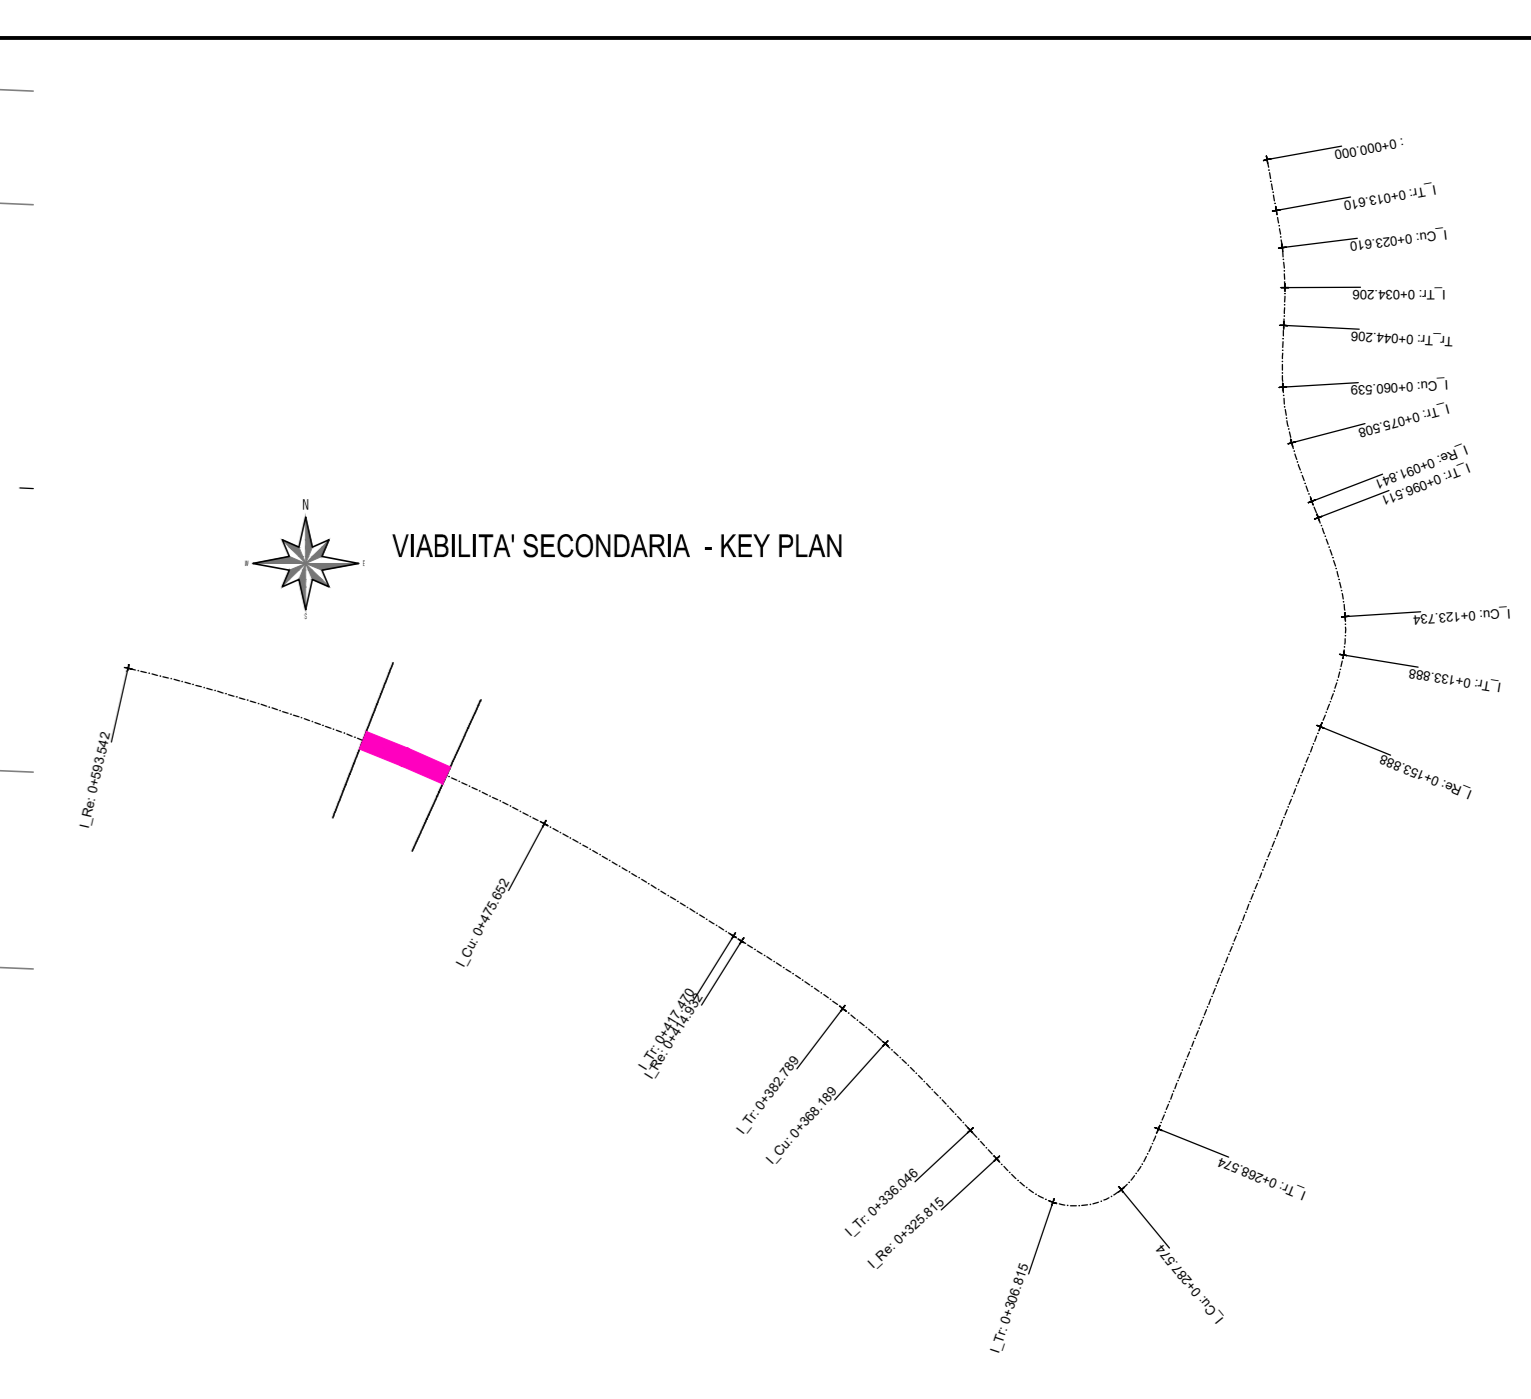 : 0+000.000
I_Tr: 0+013.610
I_Cu: 0+023.610
I_Tr: 0+034.206
Tr_Tr: 0+044.206
I_Cu: 0+060.539
I_Tr: 0+075.508
I_Re: 0+091.841
I_Tr: 0+096.511
N
W
E
S
VIABILITA' SECONDARIA - KEY PLAN
I_Cu: 0+123.734
I_Tr: 0+133.888
I_Re: 0+153.888
I_Re: 0+593.542
I_Cu: 0+475.652
I_Tr: 0+417.470
I_Re: 0+414.932
I_Tr: 0+382.789
I_Cu: 0+368.189
I_Tr: 0+336.046
I_Re: 0+325.815
I_Tr: 0+306.815
I_Cu: 0+287.574
I_Tr: 0+268.574